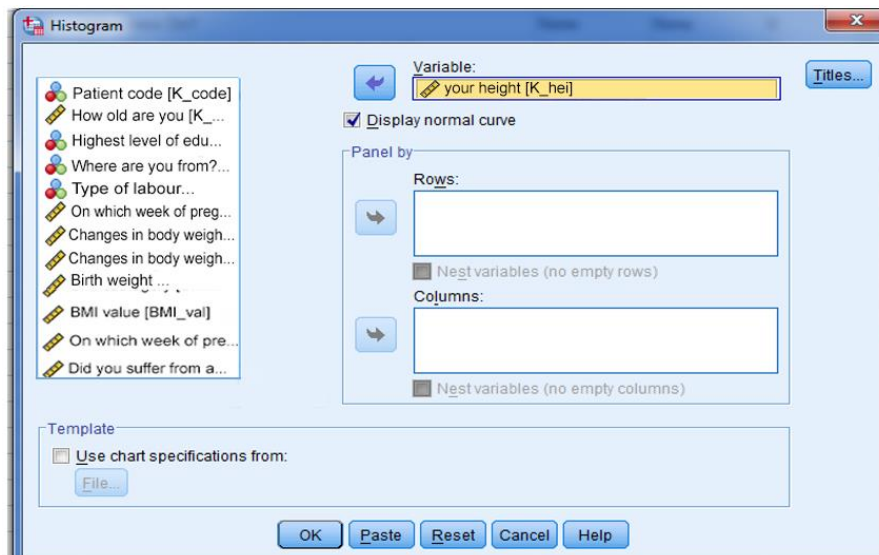 Histogram
Patient code [K_code]
How old are you [K_...
Highest level of edu...
Where are you from?...
Type of labour...
On which week of preg...
Changes in body weigh...
Changes in body weigh...
Birth weight ...
BMI value [BMI_val]
On which week of pre...
Did you suffer from a...
Variable:
your height [K_hei]
Titles...
Display normal curve
Panel by
Rows:
Nest variables (no empty rows)
Columns:
Nest variables (no empty columns)
Template
Use chart specifications from:
File...
OK
Paste
Reset
Cancel
Help